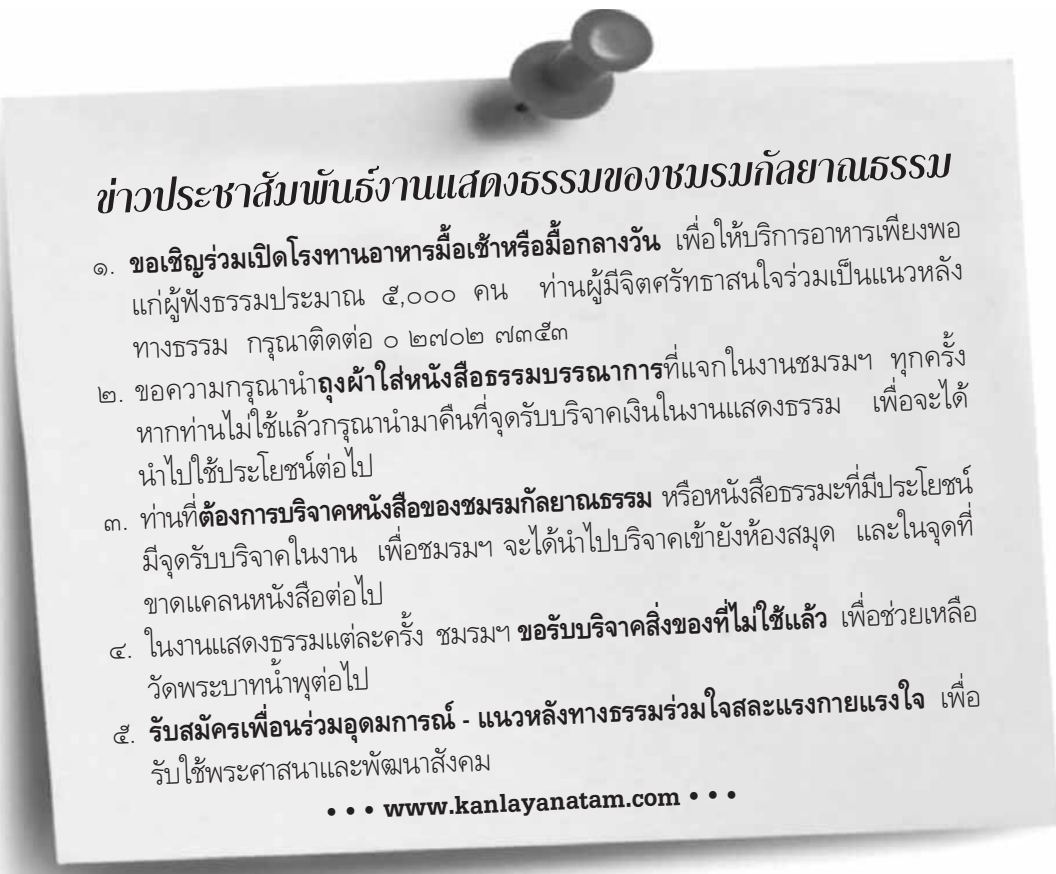 ข่าวประชาสัมพันธ์งานแสดงธรรมของชมรมกัลยาณธรรม
๑. ขอเชิญร่วมเปิดโรงทานอาหารมื้อเช้าหรือมื้อกลางวัน เพื่อให้บริการอาหารเพียงพอ
แก่ผู้ฟังธรรมประมาณ ๕,๐๐๐ คน ท่านผู้มีจิตศรัทธาสนใจร่วมเป็นแนวหลัง
ทางธรรม กรุณาติดต่อ ๐ ๒๗๐๒ ๗๓๕๓
๒. ขอความกรุณานำถุงผ้าใส่หนังสือธรรมบรรณาการที่แจกในงานชมรมฯ ทุกครั้ง
หากท่านไม่ใช้แล้วกรุณานำมาคืนที่จุดรับบริจาคเงินในงานแสดงธรรม เพื่อจะได้
นำไปใช้ประโยชน์ต่อไป
๓. ท่านที่ต้องการบริจาคหนังสือของชมรมกัลยาณธรรม หรือหนังสือธรรมะที่มีประโยชน์
มีจุดรับบริจาคในงาน เพื่อชมรมฯ จะได้นำไปบริจาคเข้ายังห้องสมุด และในจุดที่
ขาดแคลนหนังสือต่อไป
๔. ในงานแสดงธรรมแต่ละครั้ง ชมรมฯ ขอรับบริจาคสิ่งของที่ไม่ใช้แล้ว เพื่อช่วยเหลือ
วัดพระบาทน้ำพุต่อไป
๕. รับสมัครเพื่อนร่วมอุดมการณ์ - แนวหลังทางธรรมร่วมใจสละแรงกายแรงใจ เพื่อ
รับใช้พระศาสนาและพัฒนาสังคม
• • • www.kanlayanatam.com • • •